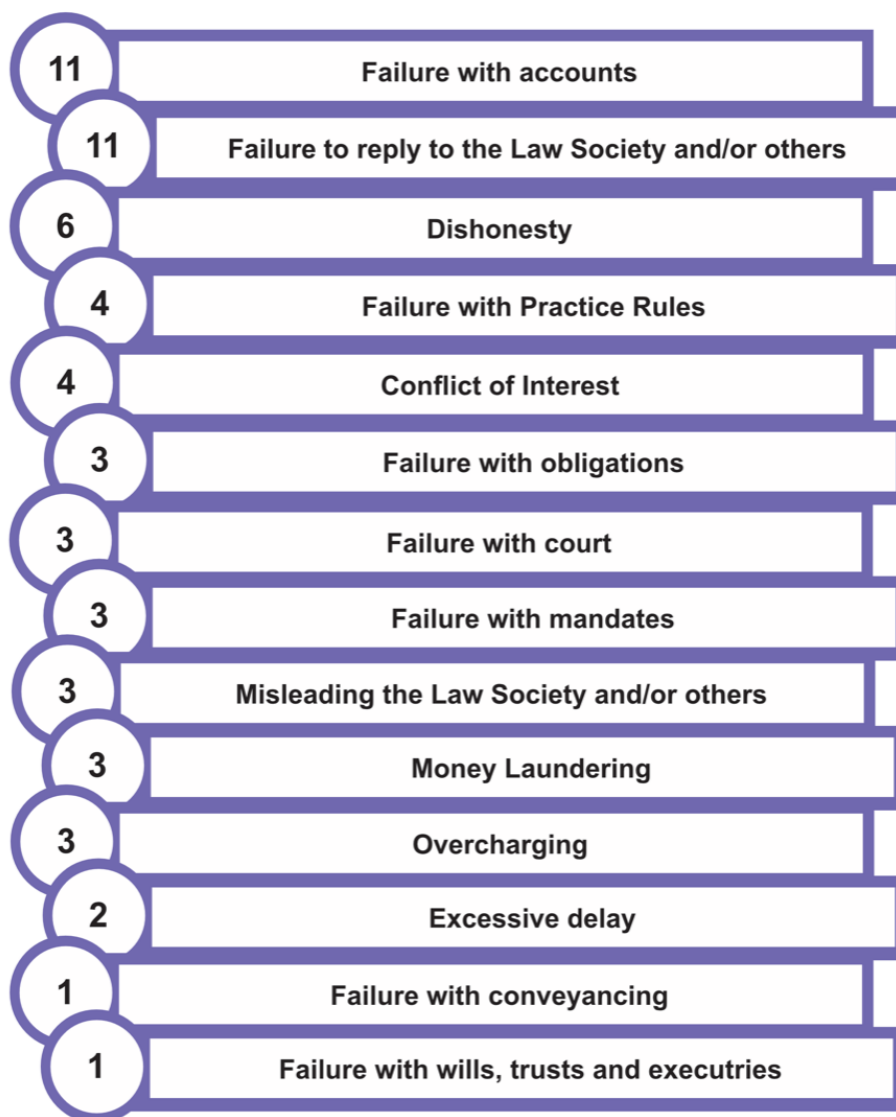 11 Failure with accounts
11 Failure to reply to the Law Society and/or others
6 Dishonesty
4 Failure with Practice Rules
4 Conflict of Interest
3 Failure with obligations
3 Failure with court
3 Failure with mandates
3 Misleading the Law Society and/or others
3 Money Laundering
3 Overcharging
2 Excessive delay
1 Failure with conveyancing
1 Failure with wills, trusts and executries